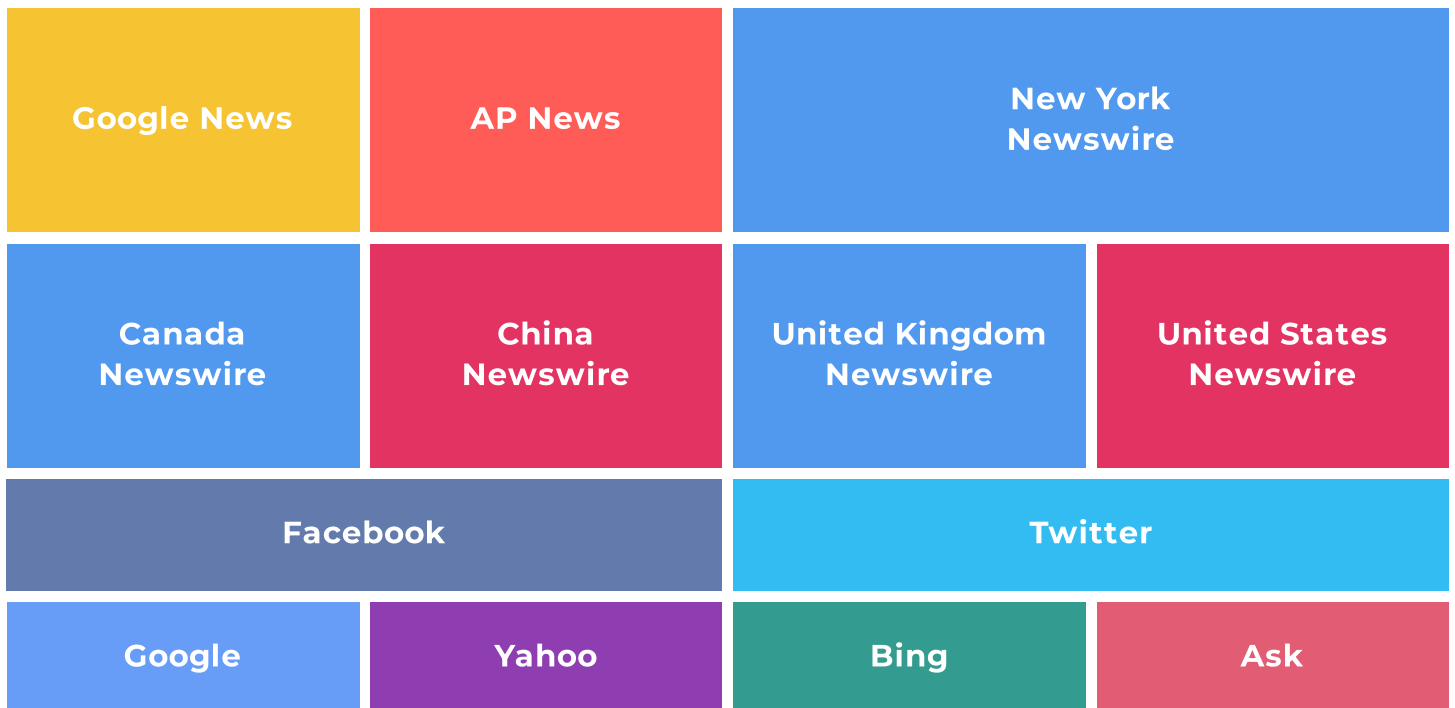 Google News
AP News
New York
Newswire
Canada
Newswire
China
Newswire
United Kingdom
Newswire
United States
Newswire
Facebook
Twitter
Google
Yahoo
Bing
Ask